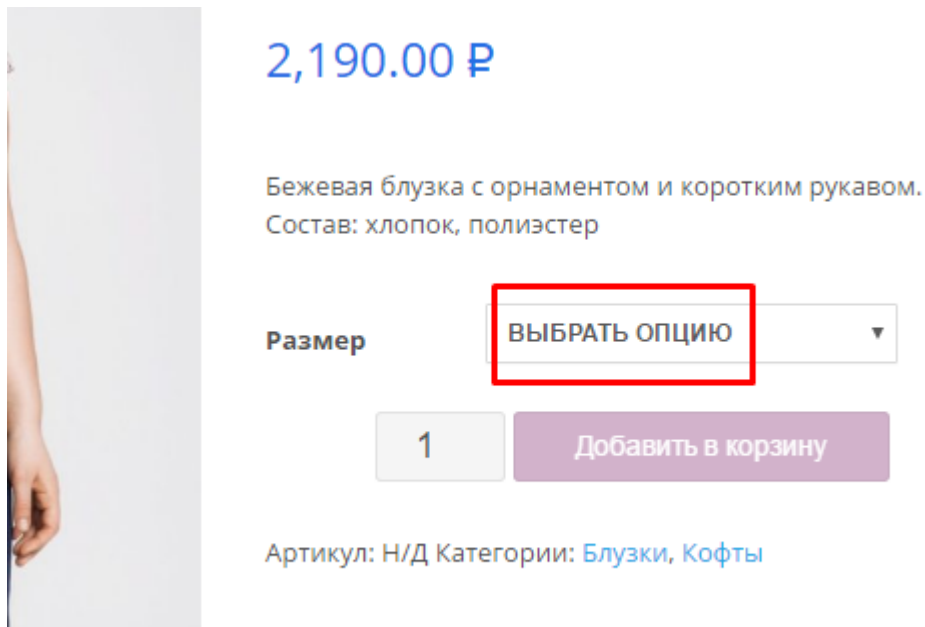 2,190.00 ₽
Бежевая блузка с орнаментом и коротким рукавом.
Состав: хлопок, полиэстер
Размер ВЫБРАТЬ ОПЦИЮ ▼
1 Добавить в корзину
Артикул: Н/Д Категории: Блузки, Кофты